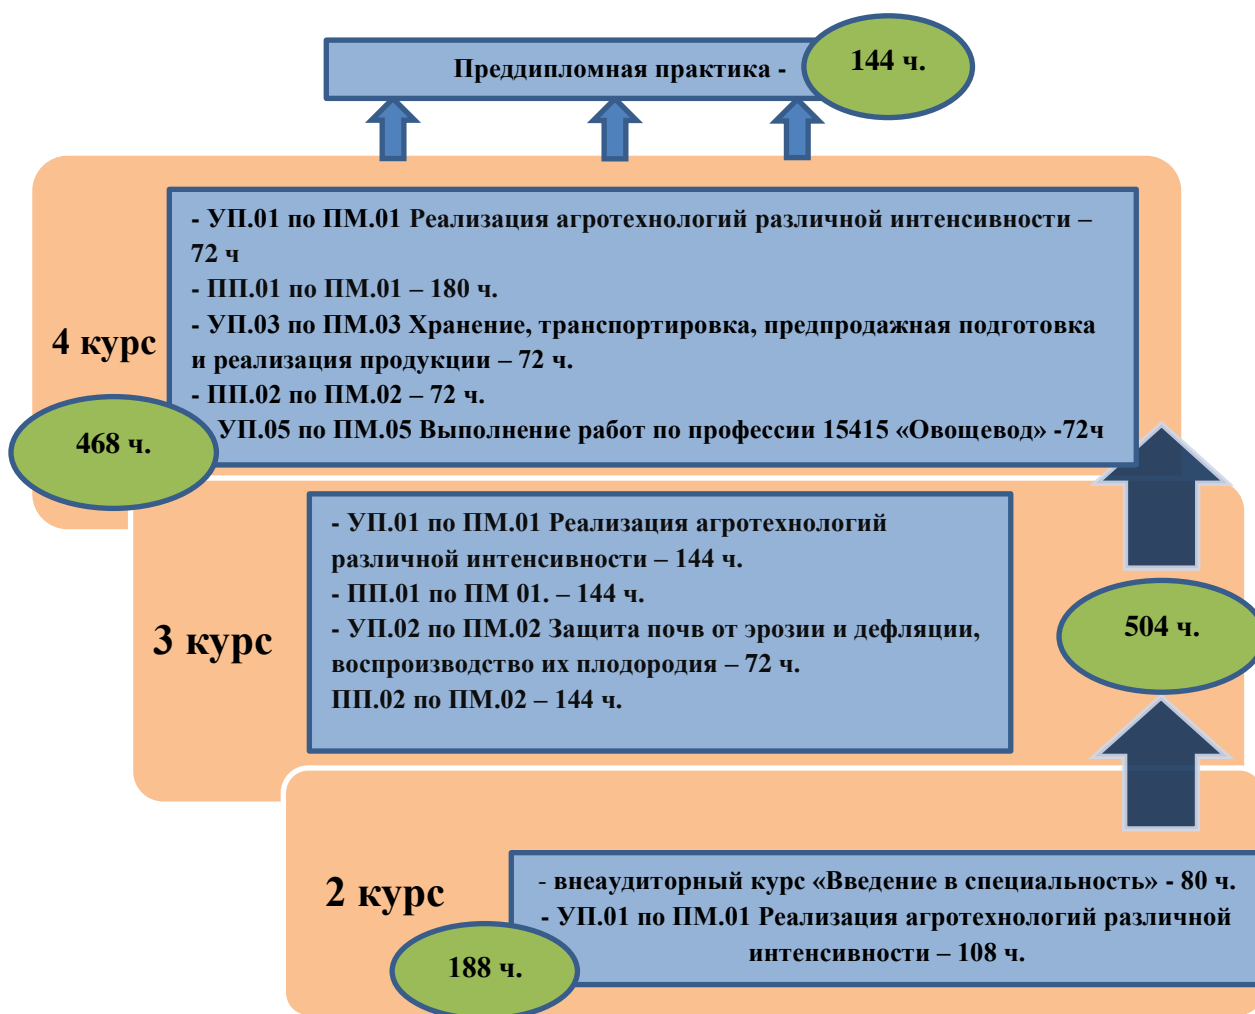 Преддипломная практика -
144 ч.
- УП.01 по ПМ.01 Реализация агротехнологий различной интенсивности –
72 ч
- ПП.01 по ПМ.01 – 180 ч.
- УП.03 по ПМ.03 Хранение, транспортировка, предпродажная подготовка
и реализация продукции – 72 ч.
- ПП.02 по ПМ.02 – 72 ч.
УП.05 по ПМ.05 Выполнение работ по профессии 15415 «Овощевод» -72ч
4 курс
468 ч.
- УП.01 по ПМ.01 Реализация агротехнологий
различной интенсивности – 144 ч.
- ПП.01 по ПМ 01. – 144 ч.
- УП.02 по ПМ.02 Защита почв от эрозии и дефляции,
воспроизводство их плодородия – 72 ч.
ПП.02 по ПМ.02 – 144 ч.
3 курс
504 ч.
2 курс
- внеаудиторный курс «Введение в специальность» - 80 ч.
- УП.01 по ПМ.01 Реализация агротехнологий различной
интенсивности – 108 ч.
188 ч.